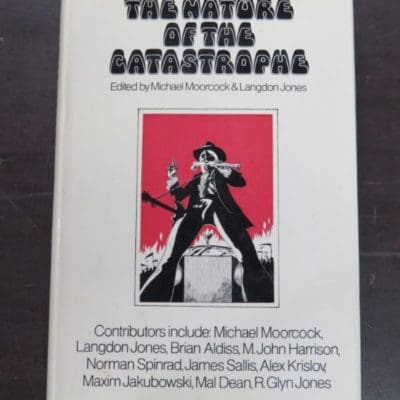 THE NATURE
OF THE
CATASTROPHE
Edited by Michael Moorcock & Langdon Jones
Contributors include: Michael Moorcock,
Langdon Jones, Brian Aldiss, M. John Harrison,
Norman Spinrad, James Sallis, Alex Krislov,
Maxim Jakubowski, Mal Dean, R. Glyn Jones